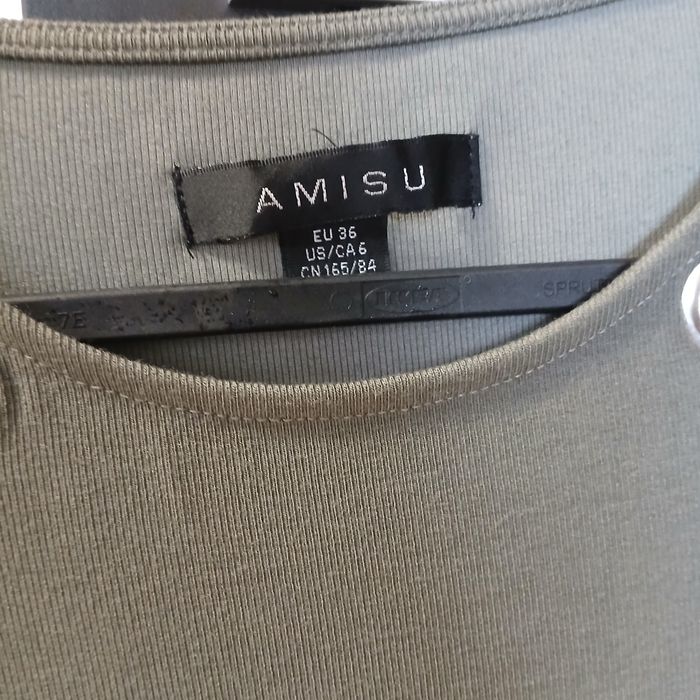 AMISU
EU 36
US/CA 6
CN 165/84